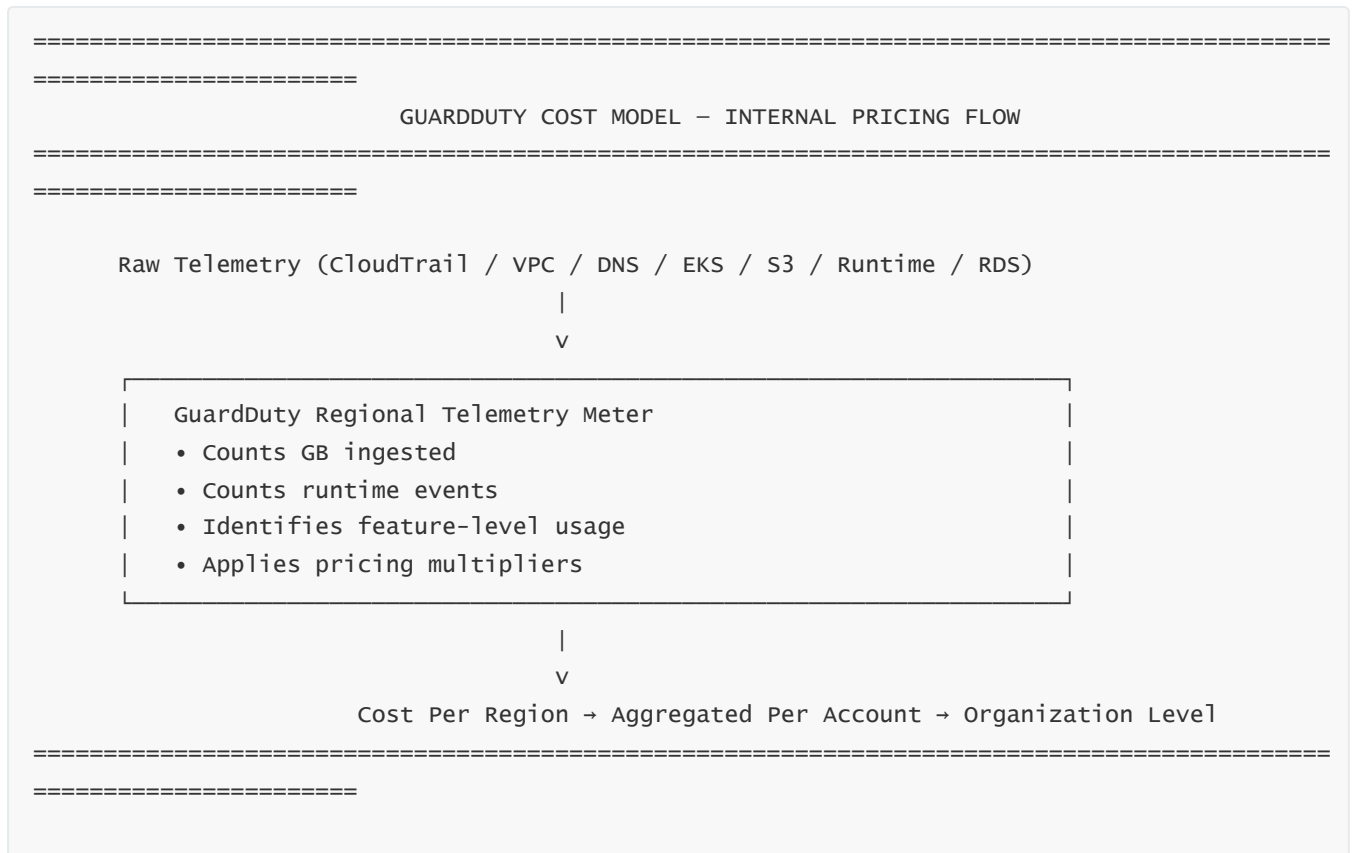 ============================================================================================
=======================
GUARDDUTY COST MODEL — INTERNAL PRICING FLOW
============================================================================================
=======================
Raw Telemetry (CloudTrail / VPC / DNS / EKS / S3 / Runtime / RDS)
|
v
┌──────────────────────────────────────────────────────────────────┐
│ GuardDuty Regional Telemetry Meter │
│ • Counts GB ingested │
│ • Counts runtime events │
│ • Identifies feature-level usage │
│ • Applies pricing multipliers │
└──────────────────────────────────────────────────────────────────┘
|
v
Cost Per Region → Aggregated Per Account → Organization Level
============================================================================================
=======================